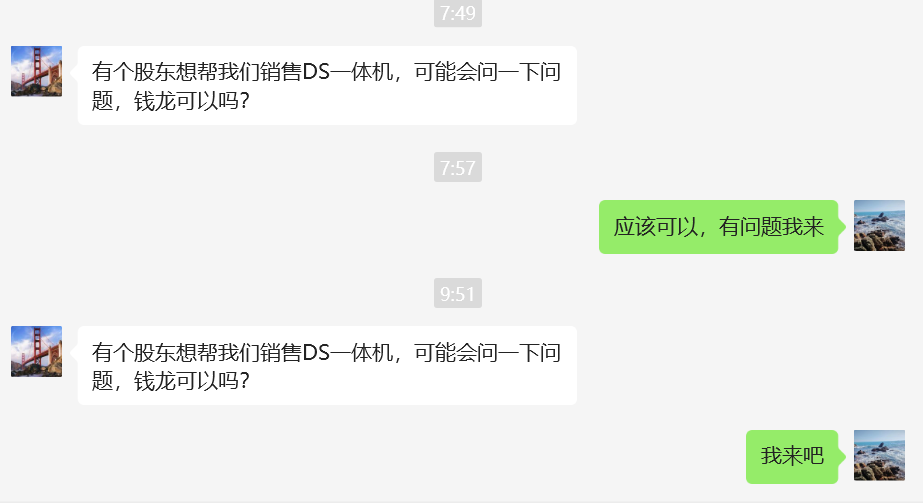 7:49
有个股东想帮我们销售DS一体机，可能会问一下问
题，钱龙可以吗?
7:57
应该可以，有问题我来
9:51
有个股东想帮我们销售DS一体机，可能会问一下问
题，钱龙可以吗?
我来吧